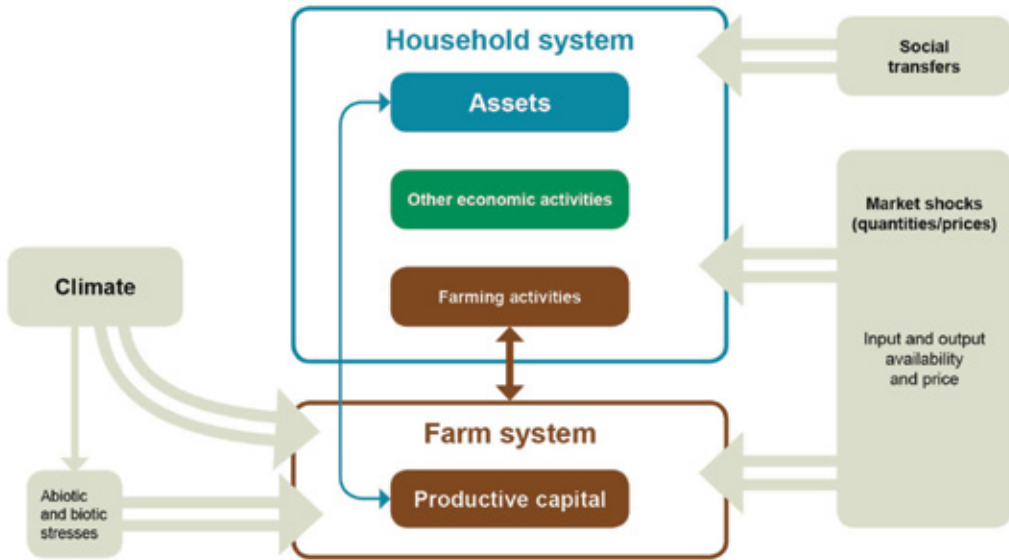 Household system
Assets
Other economic activities
Farming activities
Social
transfers
Market shocks
(quantities/prices)
Input and output
availability
and price
Climate
Abiotic
and biotic
stresses
Farm system
Productive capital